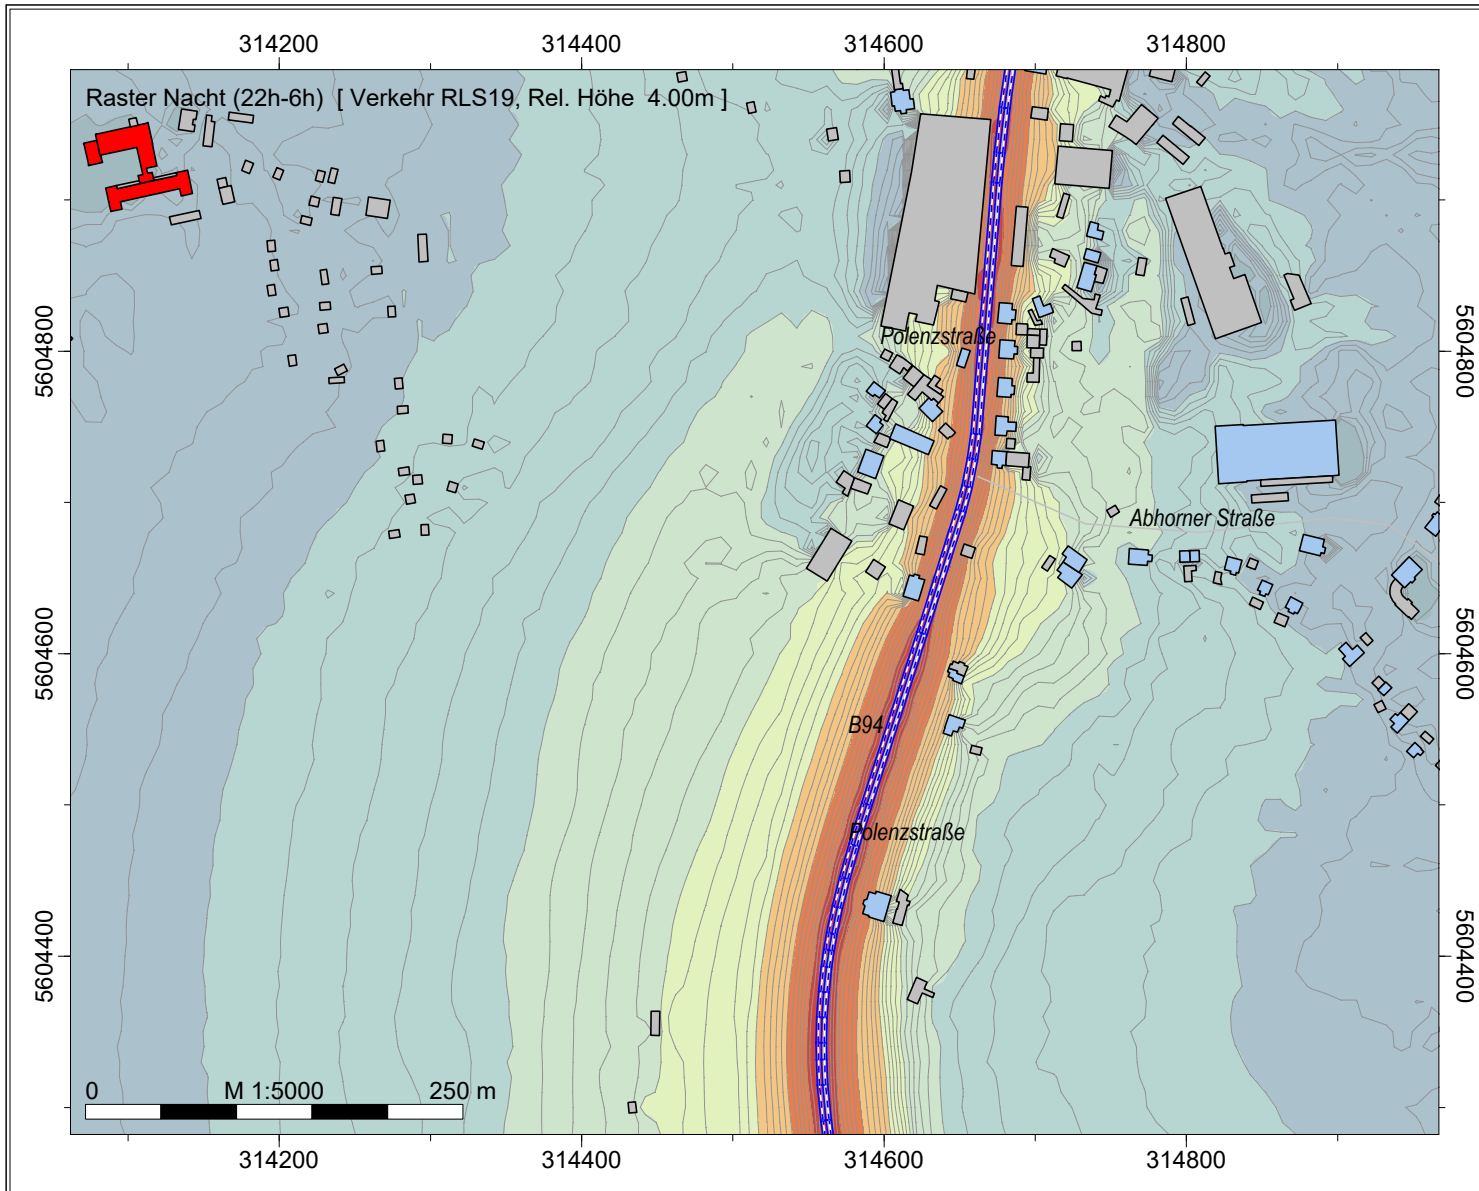 314200 314400 314600 314800
Raster Nacht (22h-6h) [ Verkehr RLS19, Rel. Höhe 4.00m ]
5604800 Polenzstraße 5604800
Abhorner Straße
5604600 5604600
B94
Polenzstraße
5604400 5604400
0 M 1:5000 250 m
314200 314400 314600 314800